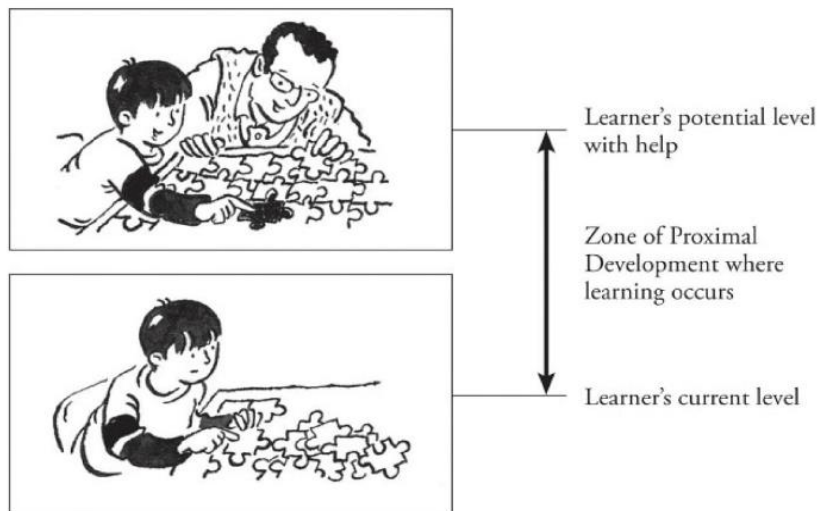 Learner’s potential level
with help
Zone of Proximal
Development where
learning occurs
Learner’s current level